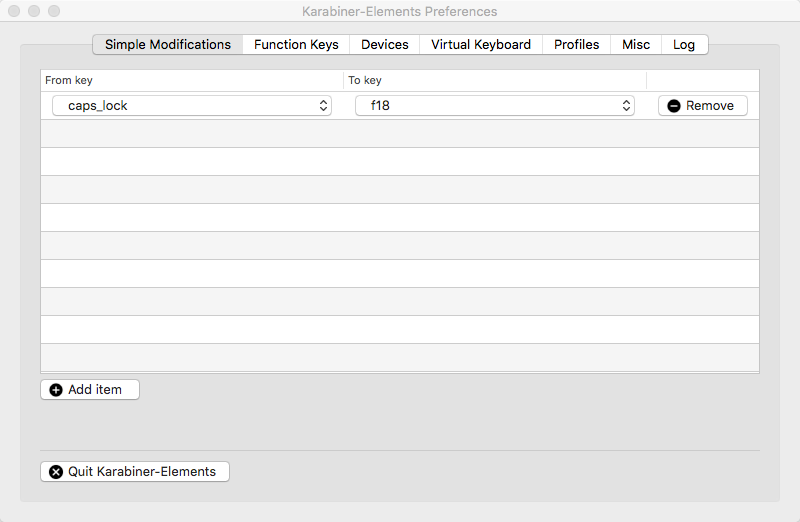 Karabiner-Elements Preferences
Simple Modifications Function Keys Devices Virtual Keyboard Profiles Misc Log
From key To key
caps_lock f18 Remove
Add item
Quit Karabiner-Elements